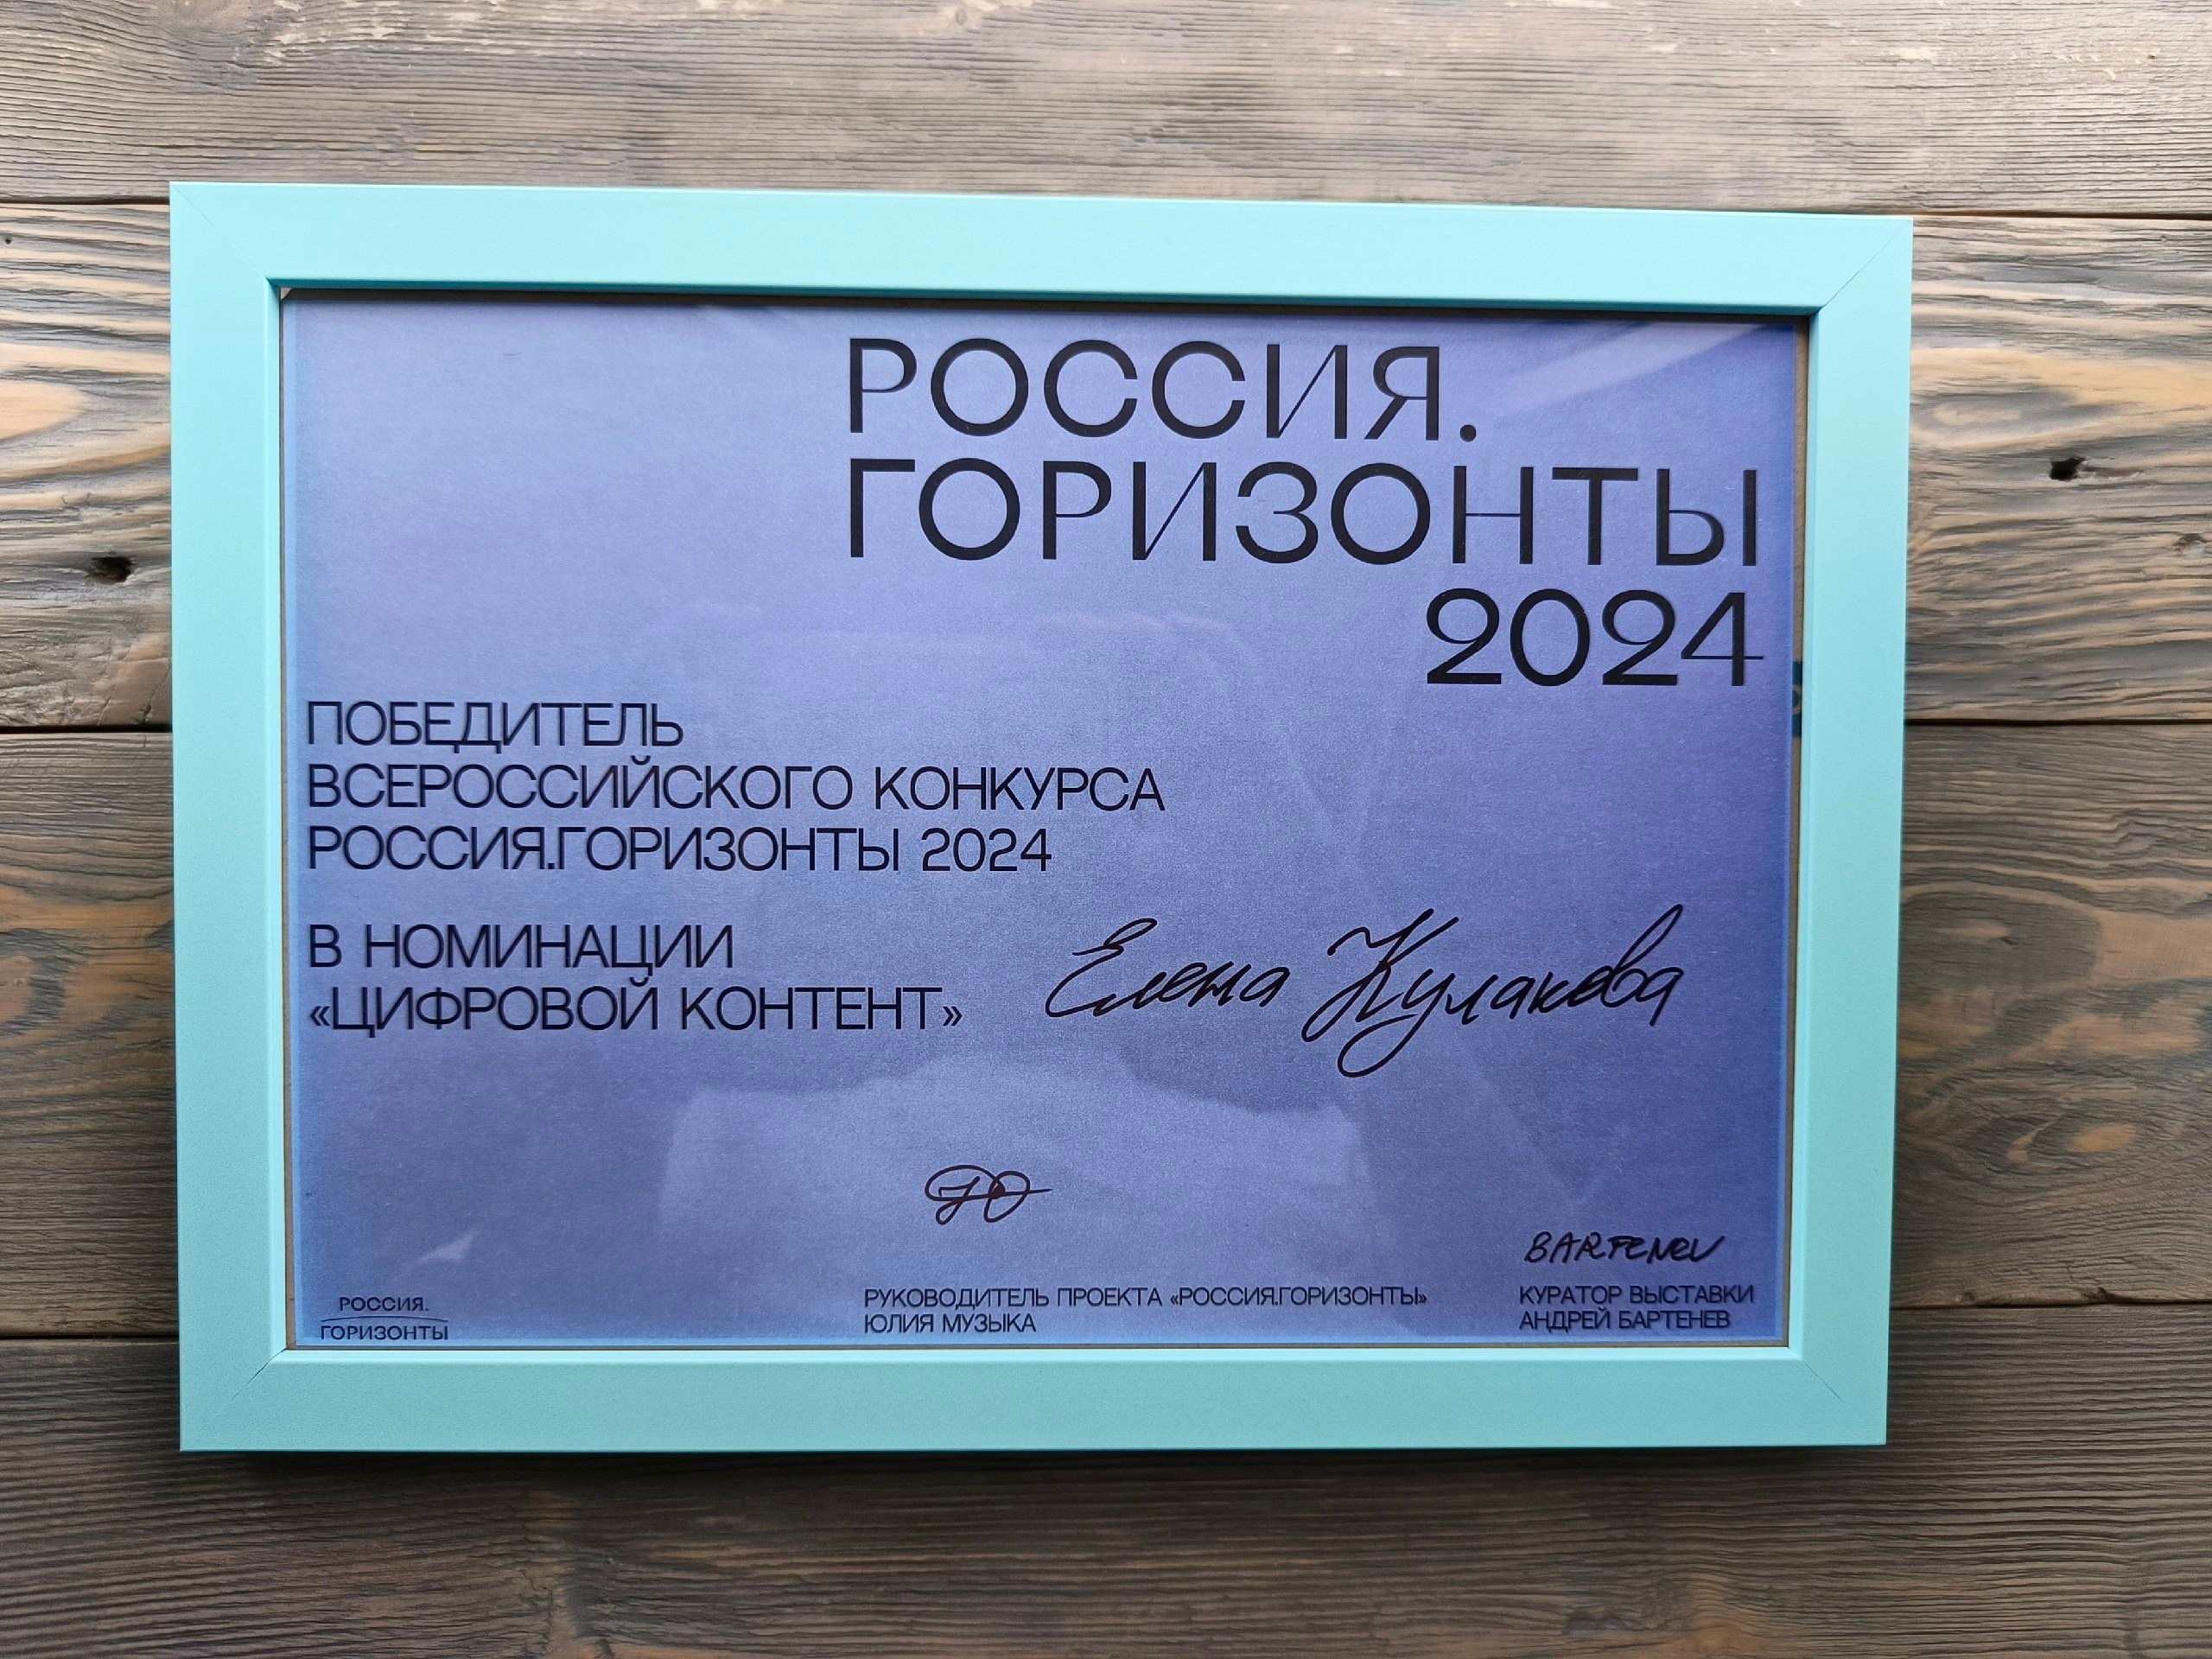 РОССИЯ.
ГОРИЗОНТЫ
2024
ПОБЕДИТЕЛЬ
ВСЕРОССИЙСКОГО КОНКУРСА
РОССИЯ.ГОРИЗОНТЫ 2024
В НОМИНАЦИИ
«ЦИФРОВОЙ КОНТЕНТ»
Елена Кулакова
BARTENEV
РОССИЯ.
ГОРИЗОНТЫ
РУКОВОДИТЕЛЬ ПРОЕКТА «РОССИЯ.ГОРИЗОНТЫ»
ЮЛИЯ МУЗЫКА
КУРАТОР ВЫСТАВКИ
АНДРЕЙ БАРТЕНЕВ